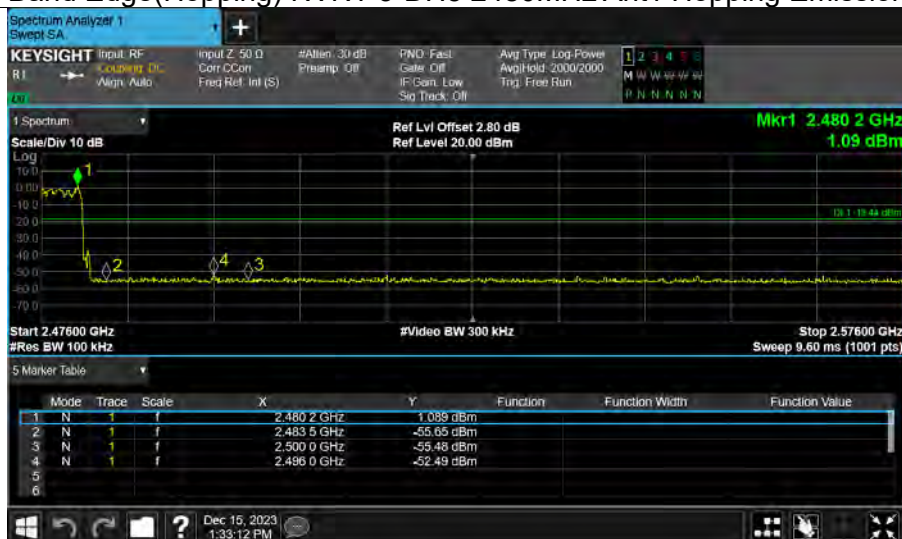 Spectrum Analyzer 1
Swept SA
+
KEYSIGHT Input: RF Input Z: 50 Ω #Atten: 30 dB PNO: Fast Avg Type: Log-Power 1 2 3 4 5 6
R1 Coupling: DC Corr CCorr Preamp: Off Gate: Off Avg|Hold: 2000/2000 M W W W W W
Align: Auto Freq Ref: Int (S) IF Gain: Low Trig: Free Run
Sig Track: Off P N N N N N
1 Spectrum
Ref Lvl Offset 2.80 dB Mkr1 2.480 2 GHz
Scale/Div 10 dB Ref Level 20.00 dBm 1.09 dBm
Log
10.0
1
0.00
-10.0
-20.0
-30.0
-40.0
2 4 3
-50.0
-60.0
-70.0
Start 2.47600 GHz #Video BW 300 kHz Stop 2.57600 GHz
#Res BW 100 kHz Sweep 9.60 ms (1001 pts)
5 Marker Table
Mode Trace Scale X Y Function Function Width Function Value
1 N 1 f 2.480 2 GHz 1.089 dBm
2 N 1 f 2.483 5 GHz -55.65 dBm
3 N 1 f 2.500 0 GHz -55.48 dBm
4 N 1 f 2.496 0 GHz -52.49 dBm
5
6
? Dec 15, 2023
1:33:12 PM